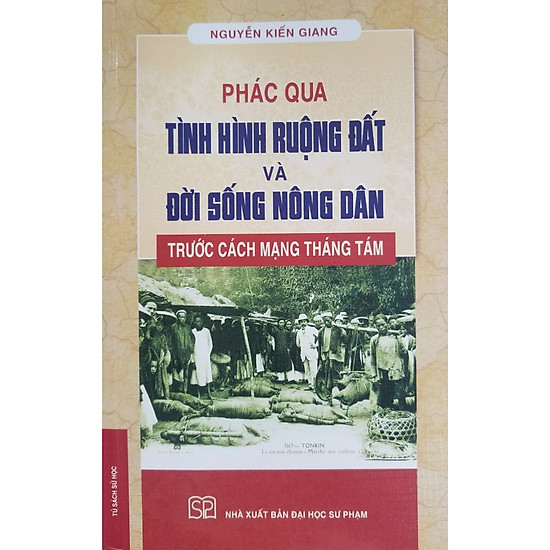 NGUYỄN KIẾN GIANG
PHÁC QUA
TÌNH HÌNH RUỘNG ĐẤT
VÀ
ĐỜI SỐNG NÔNG DÂN
TRƯỚC CÁCH MẠNG THÁNG TÁM
TONKIN
TỦ SÁCH SỬ HỌC
SP
NHÀ XUẤT BẢN ĐẠI HỌC SƯ PHẠM